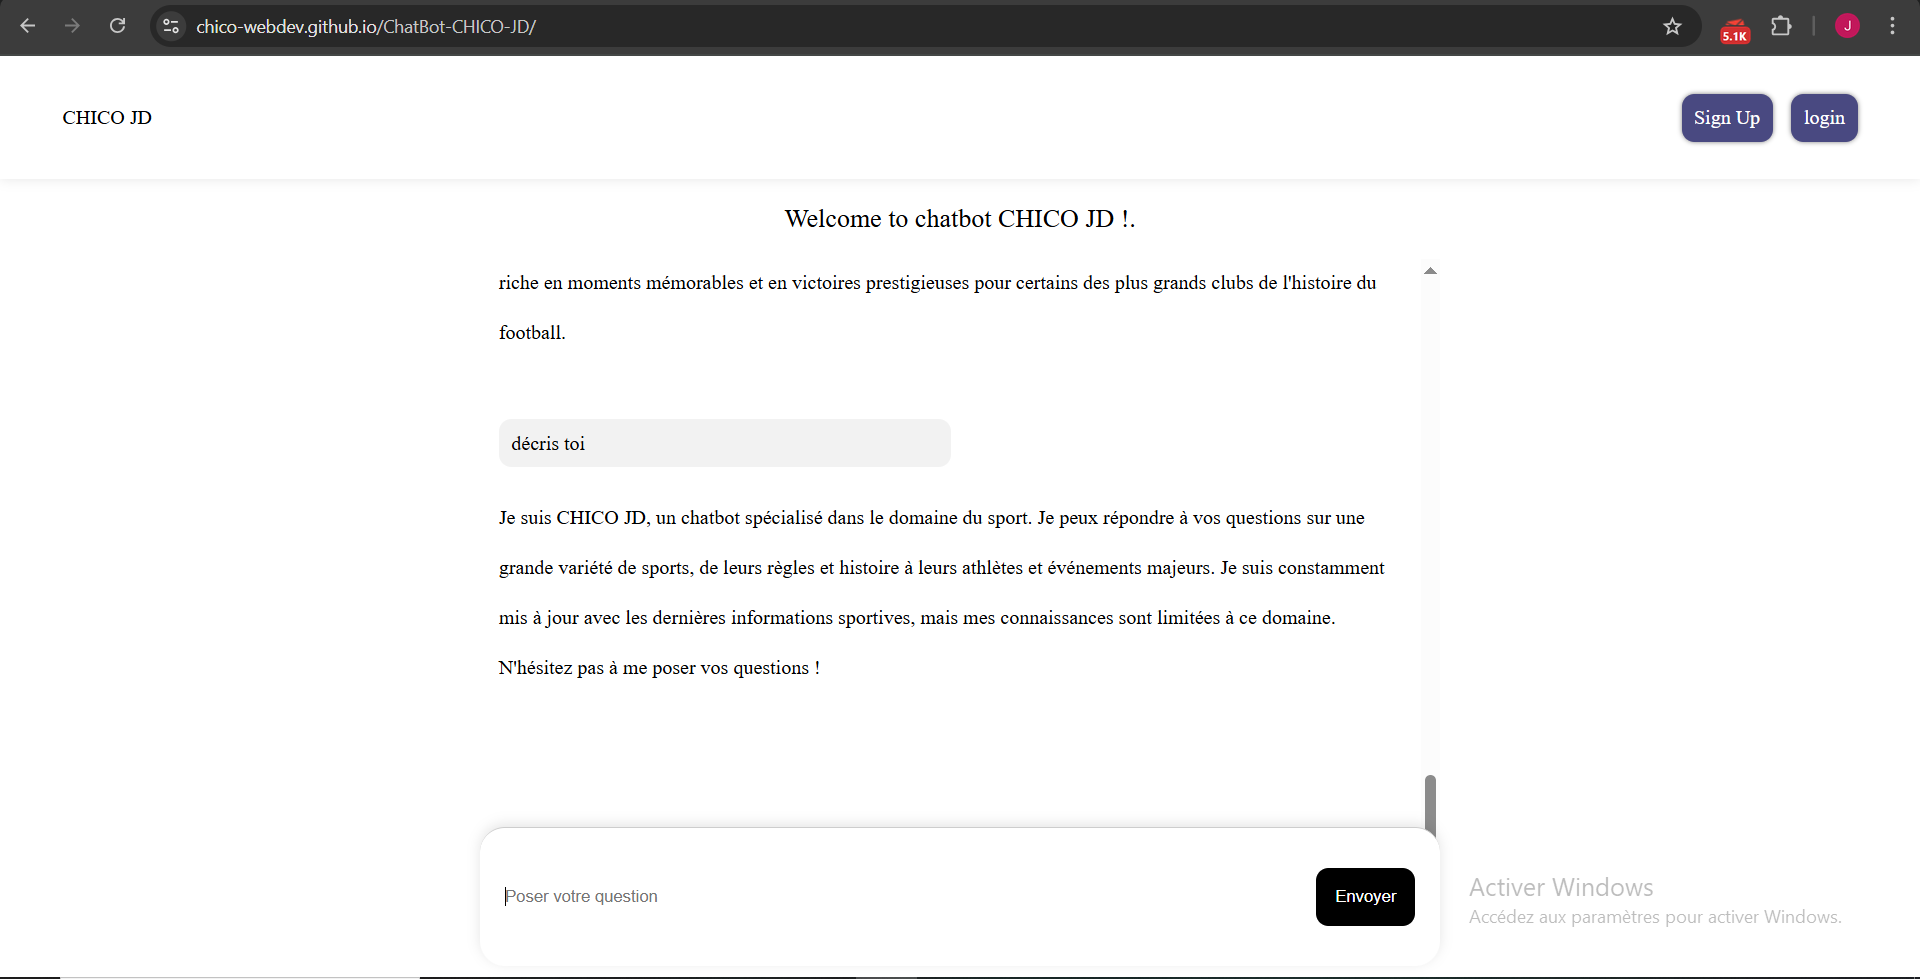 chico-webdev.github.io/ChatBot-CHICO-JD/
5.1K
J
CHICO JD
Sign Up
login
Welcome to chatbot CHICO JD !.
riche en moments mémorables et en victoires prestigieuses pour certains des plus grands clubs de l'histoire du
football.
décris toi
Je suis CHICO JD, un chatbot spécialisé dans le domaine du sport. Je peux répondre à vos questions sur une
grande variété de sports, de leurs règles et histoire à leurs athlètes et événements majeurs. Je suis constamment
mis à jour avec les dernières informations sportives, mais mes connaissances sont limitées à ce domaine.
N'hésitez pas à me poser vos questions !
Poser votre question
Envoyer
Activer Windows
Accédez aux paramètres pour activer Windows.